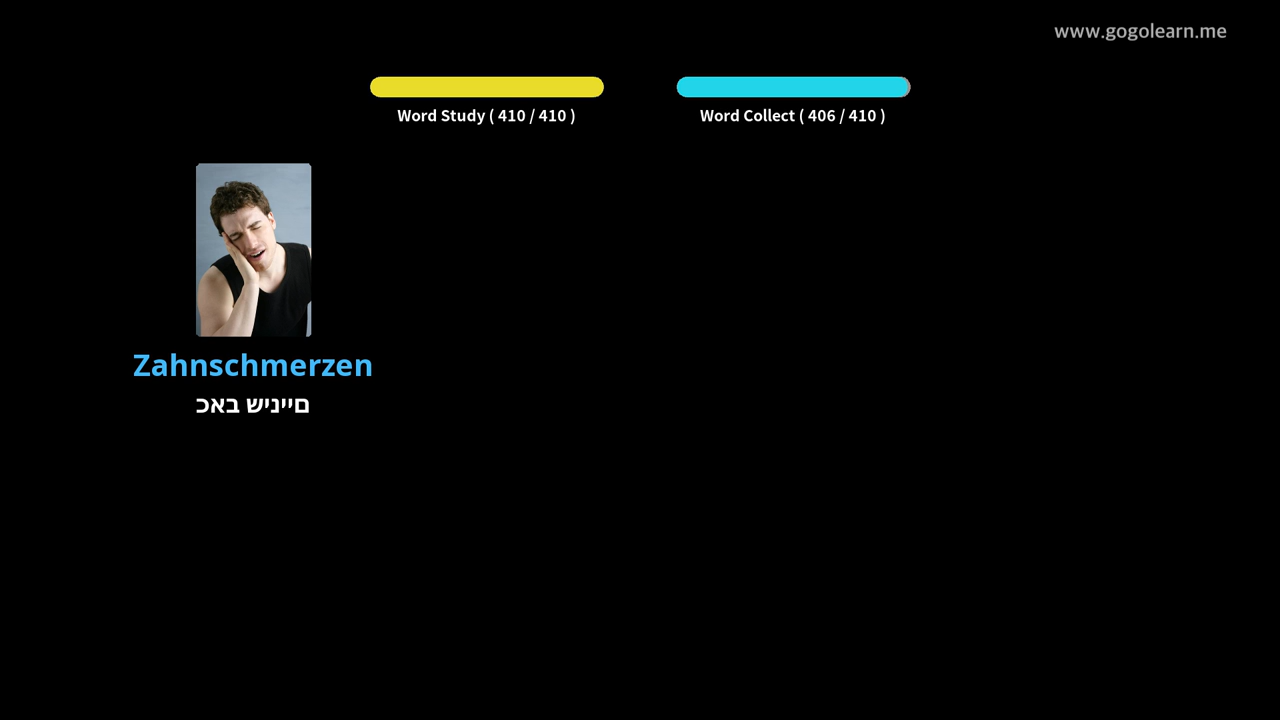 www.gogolearn.me
Word Study ( 410 / 410 )
Word Collect ( 406 / 410 )
Zahnschmerzen
כאב שיניים